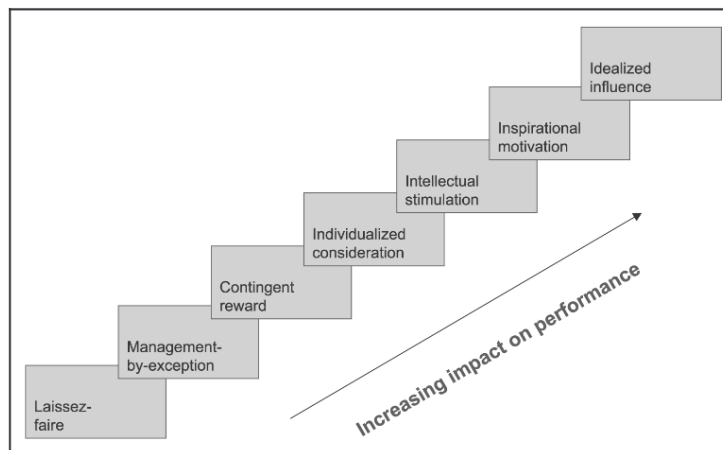 Idealized
influence
Inspirational
motivation
Intellectual
stimulation
Individualized
consideration
Contingent
reward
Management-
by-exception
Laissez-
faire
Increasing impact on performance